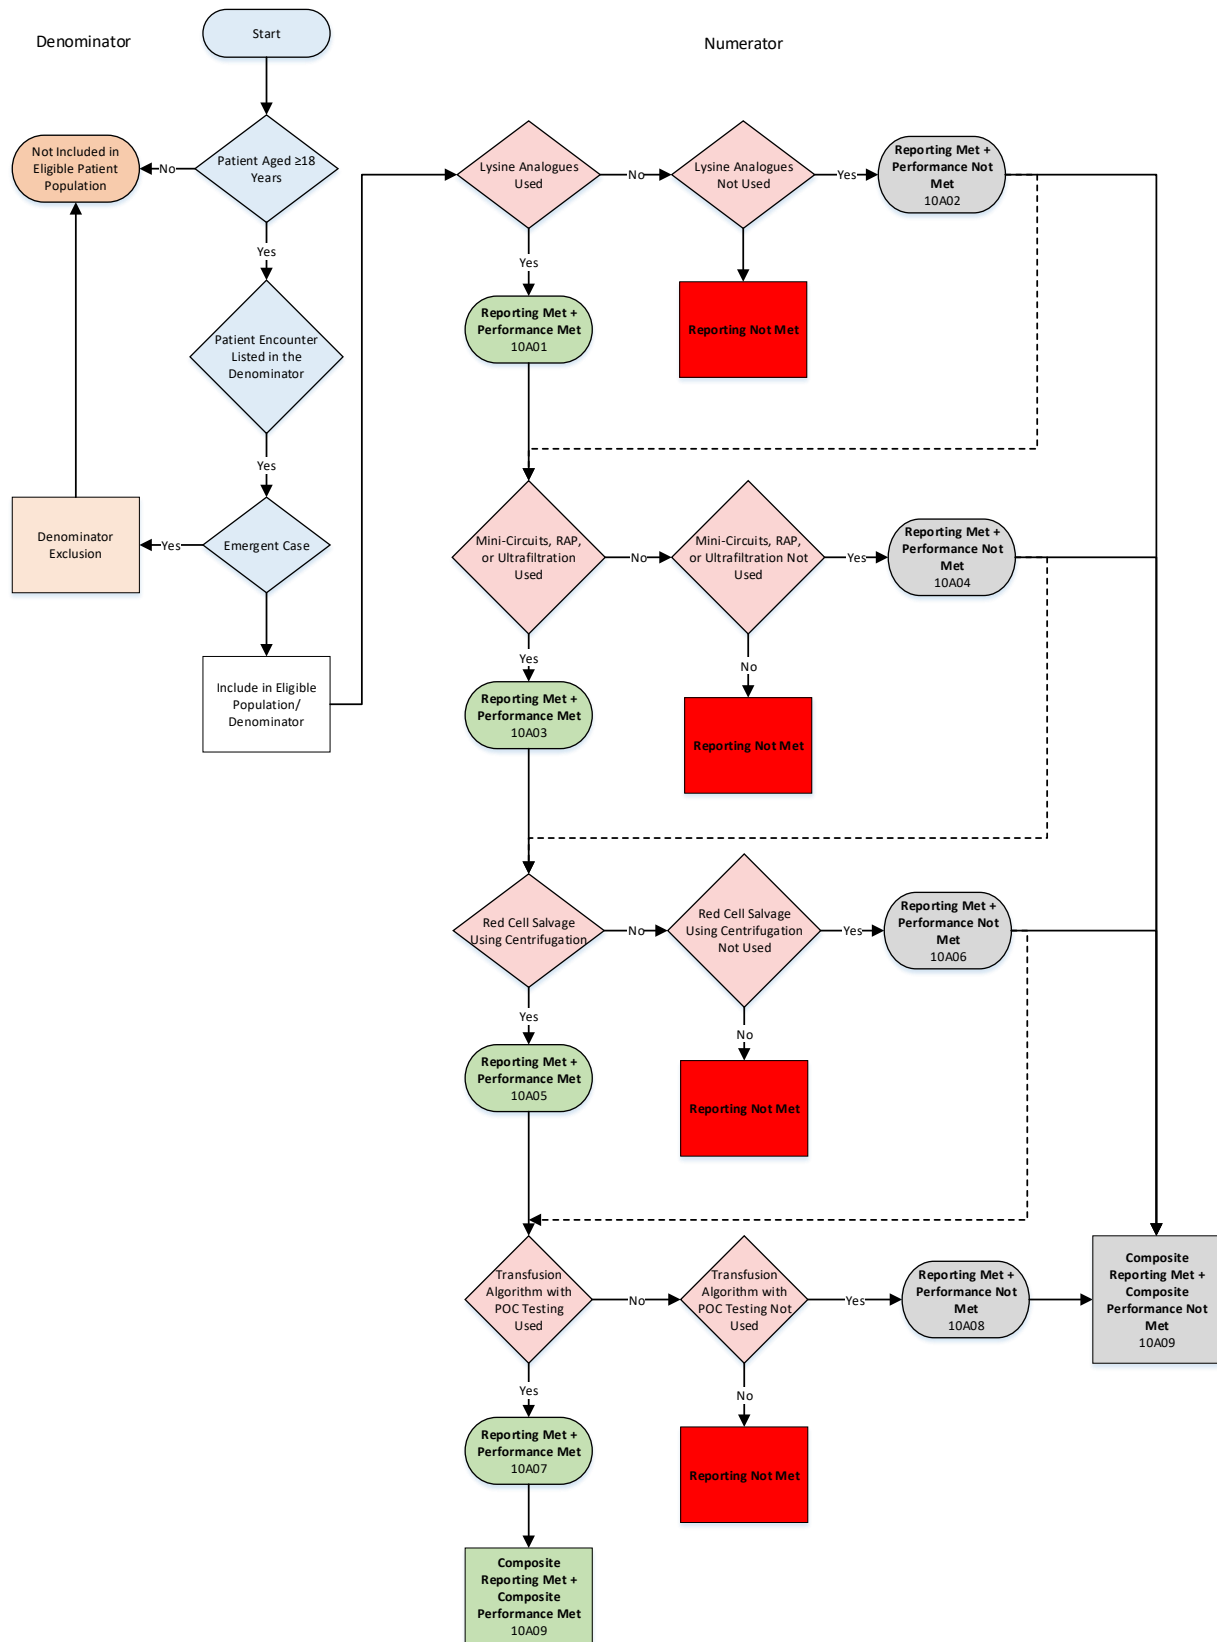 Denominator
Start
Numerator
Patient Aged ≥18
Years
No
Not Included in
Eligible Patient
Population
Yes
Patient Encounter
Listed in the
Denominator
Yes
Emergent Case
Yes
Denominator
Exclusion
Include in Eligible
Population/
Denominator
Lysine Analogues
Used
No
Lysine Analogues
Not Used
Yes
Reporting Met +
Performance Not
Met
10A02
Yes
Reporting Met +
Performance Met
10A01
Reporting Not Met
Mini-Circuits, RAP,
or Ultrafiltration
Used
No
Mini-Circuits, RAP,
or Ultrafiltration Not
Used
Yes
Reporting Met +
Performance Not
Met
10A04
Yes
Reporting Met +
Performance Met
10A03
No
Reporting Not Met
Red Cell Salvage
Using Centrifugation
No
Red Cell Salvage
Using Centrifugation
Not Used
Yes
Reporting Met +
Performance Not
Met
10A06
Yes
Reporting Met +
Performance Met
10A05
No
Reporting Not Met
Transfusion
Algorithm with
POC Testing
Used
No
Transfusion
Algorithm with
POC Testing Not
Used
Yes
Reporting Met +
Performance Not
Met
10A08
Composite
Reporting Met +
Composite
Performance Not
Met
10A09
Yes
Reporting Met +
Performance Met
10A07
No
Reporting Not Met
Composite
Reporting Met +
Composite
Performance Met
10A09